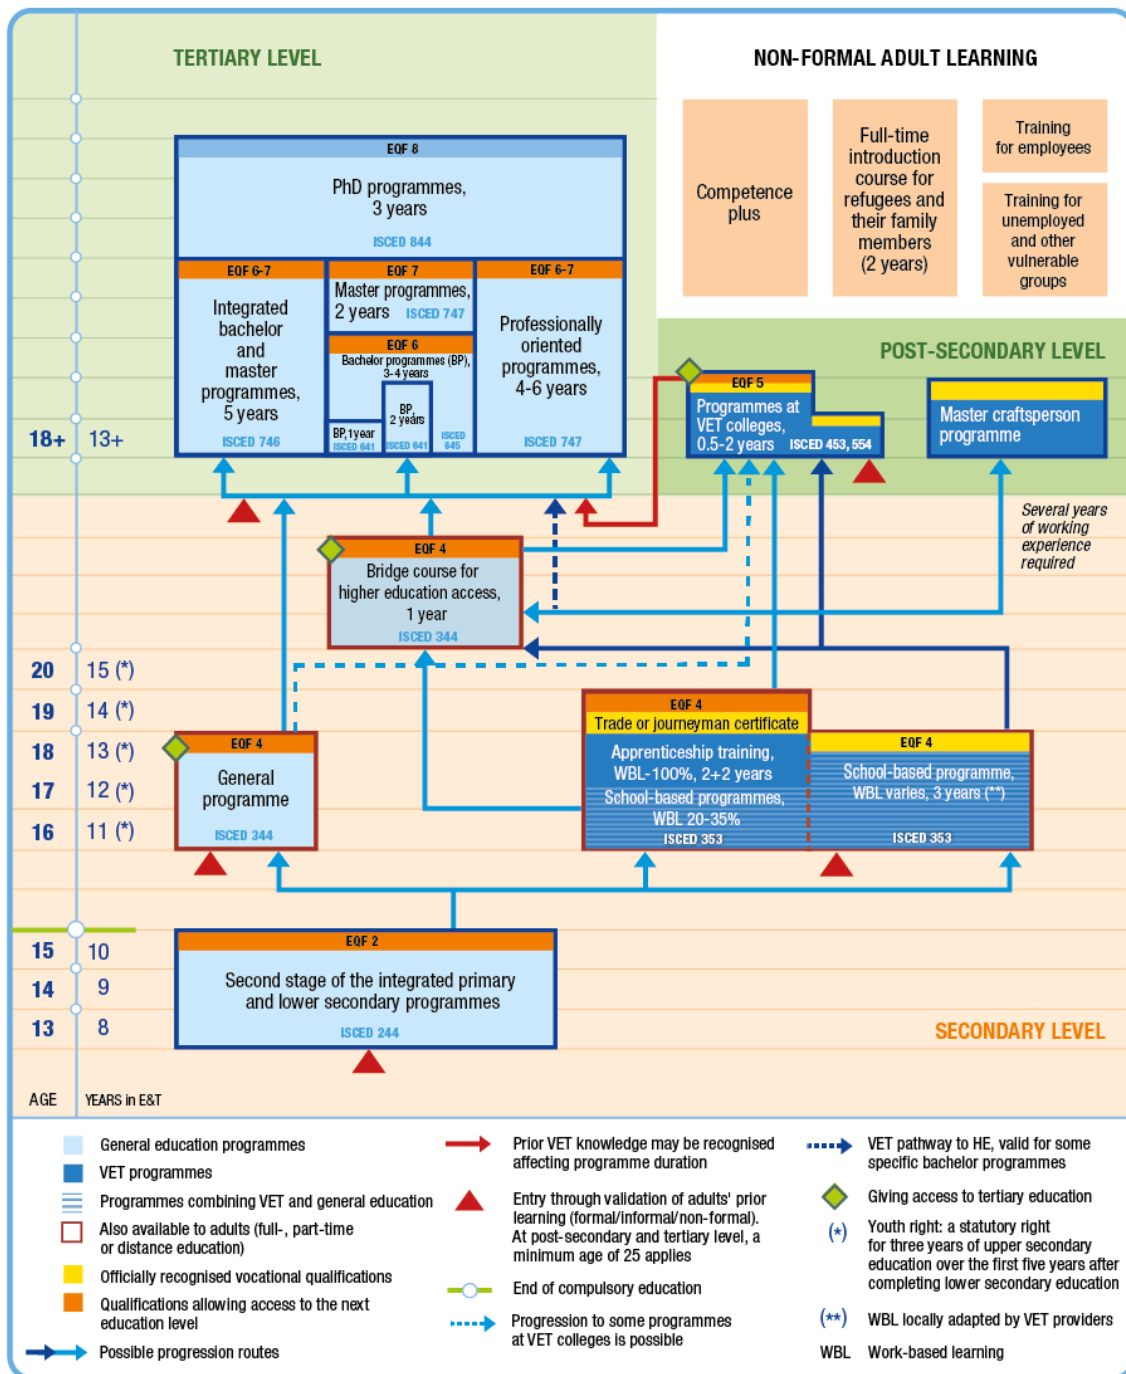 TERTIARY LEVEL
NON-FORMAL ADULT LEARNING
Competence
plus
Full-time
introduction
course for
refugees and
their family
members
(2 years)
Training
for employees
Training for
unemployed
and other
vulnerable
groups
EQF 8
PhD programmes,
3 years
ISCED 844
EQF 6-7
Integrated
bachelor
and
master
programmes,
5 years
ISCED 746
EQF 7
Master programmes,
2 years ISCED 747
EQF 6
Bachelor programmes (BP),
3-4 years
BP, 1 year
ISCED 641
BP,
2 years
ISCED 641
ISCED
645
EQF 6-7
Professionally
oriented
programmes,
4-6 years
ISCED 747
POST-SECONDARY LEVEL
EQF 5
Programmes at
VET colleges,
0.5-2 years ISCED 453, 554
Master craftsperson
programme
18+ 13+
Several years
of working
experience
required
EQF 4
Bridge course for
higher education access,
1 year
ISCED 344
20 15 (*)
19 14 (*)
18 13 (*)
17 12 (*)
16 11 (*)
EQF 4
General
programme
ISCED 344
EQF 4
Trade or journeyman certificate
Apprenticeship training,
WBL-100%, 2+2 years
School-based programmes,
WBL 20-35%
ISCED 353
EQF 4
School-based programme,
WBL varies, 3 years (**)
ISCED 353
15 10
14 9
13 8
EQF 2
Second stage of the integrated primary
and lower secondary programmes
ISCED 244
SECONDARY LEVEL
AGE YEARS in E&T
General education programmes
VET programmes
Programmes combining VET and general education
Also available to adults (full-, part-time
or distance education)
Officially recognised vocational qualifications
Qualifications allowing access to the next
education level
Possible progression routes
Prior VET knowledge may be recognised
affecting programme duration
Entry through validation of adults' prior
learning (formal/informal/non-formal).
At post-secondary and tertiary level, a
minimum age of 25 applies
End of compulsory education
Progression to some programmes
at VET colleges is possible
VET pathway to HE, valid for some
specific bachelor programmes
Giving access to tertiary education
(*) Youth right: a statutory right
for three years of upper secondary
education over the first five years after
completing lower secondary education
(**) WBL locally adapted by VET providers
WBL Work-based learning